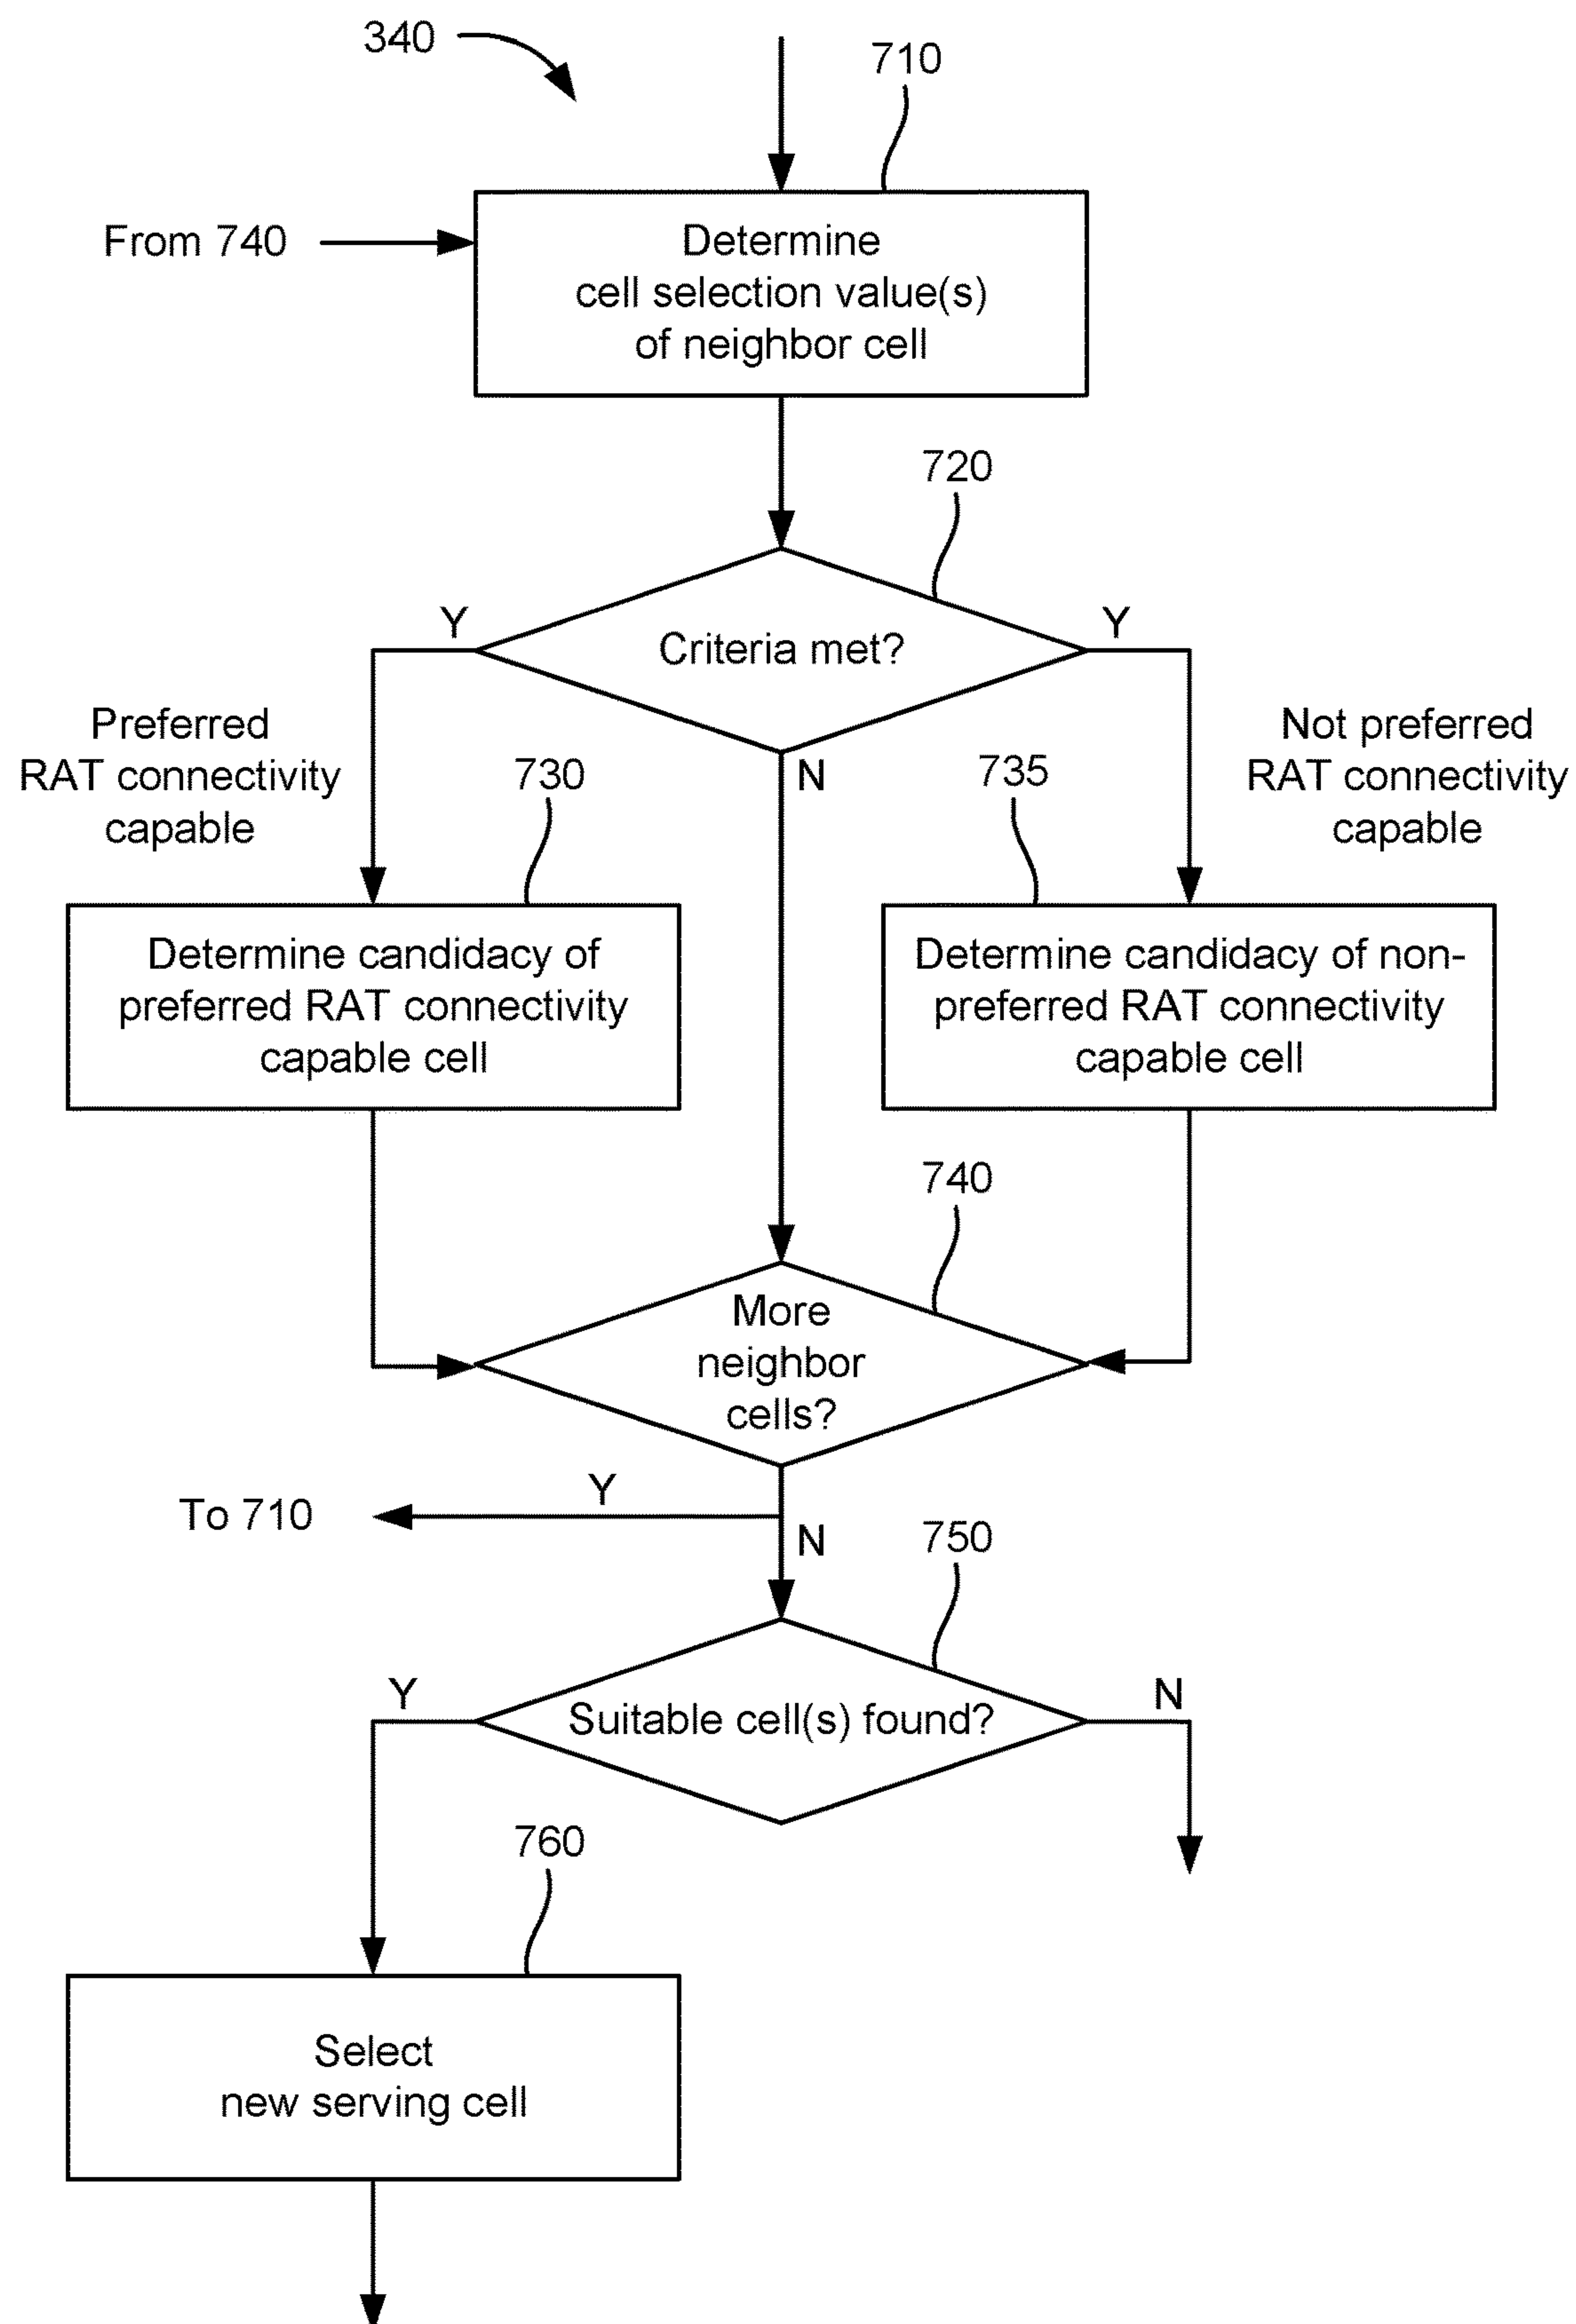 340
710
From 740
Determine
cell selection value(s)
of neighbor cell
720
Y
Y
Criteria met?
Preferred
RAT connectivity
capable
730
N
735
Not preferred
RAT connectivity
capable
Determine candidacy of
preferred RAT connectivity
capable cell
Determine candidacy of non-
preferred RAT connectivity
capable cell
740
More
neighbor
cells?
Y
To 710
N
750
Y
N
Suitable cell(s) found?
760
Select
new serving cell